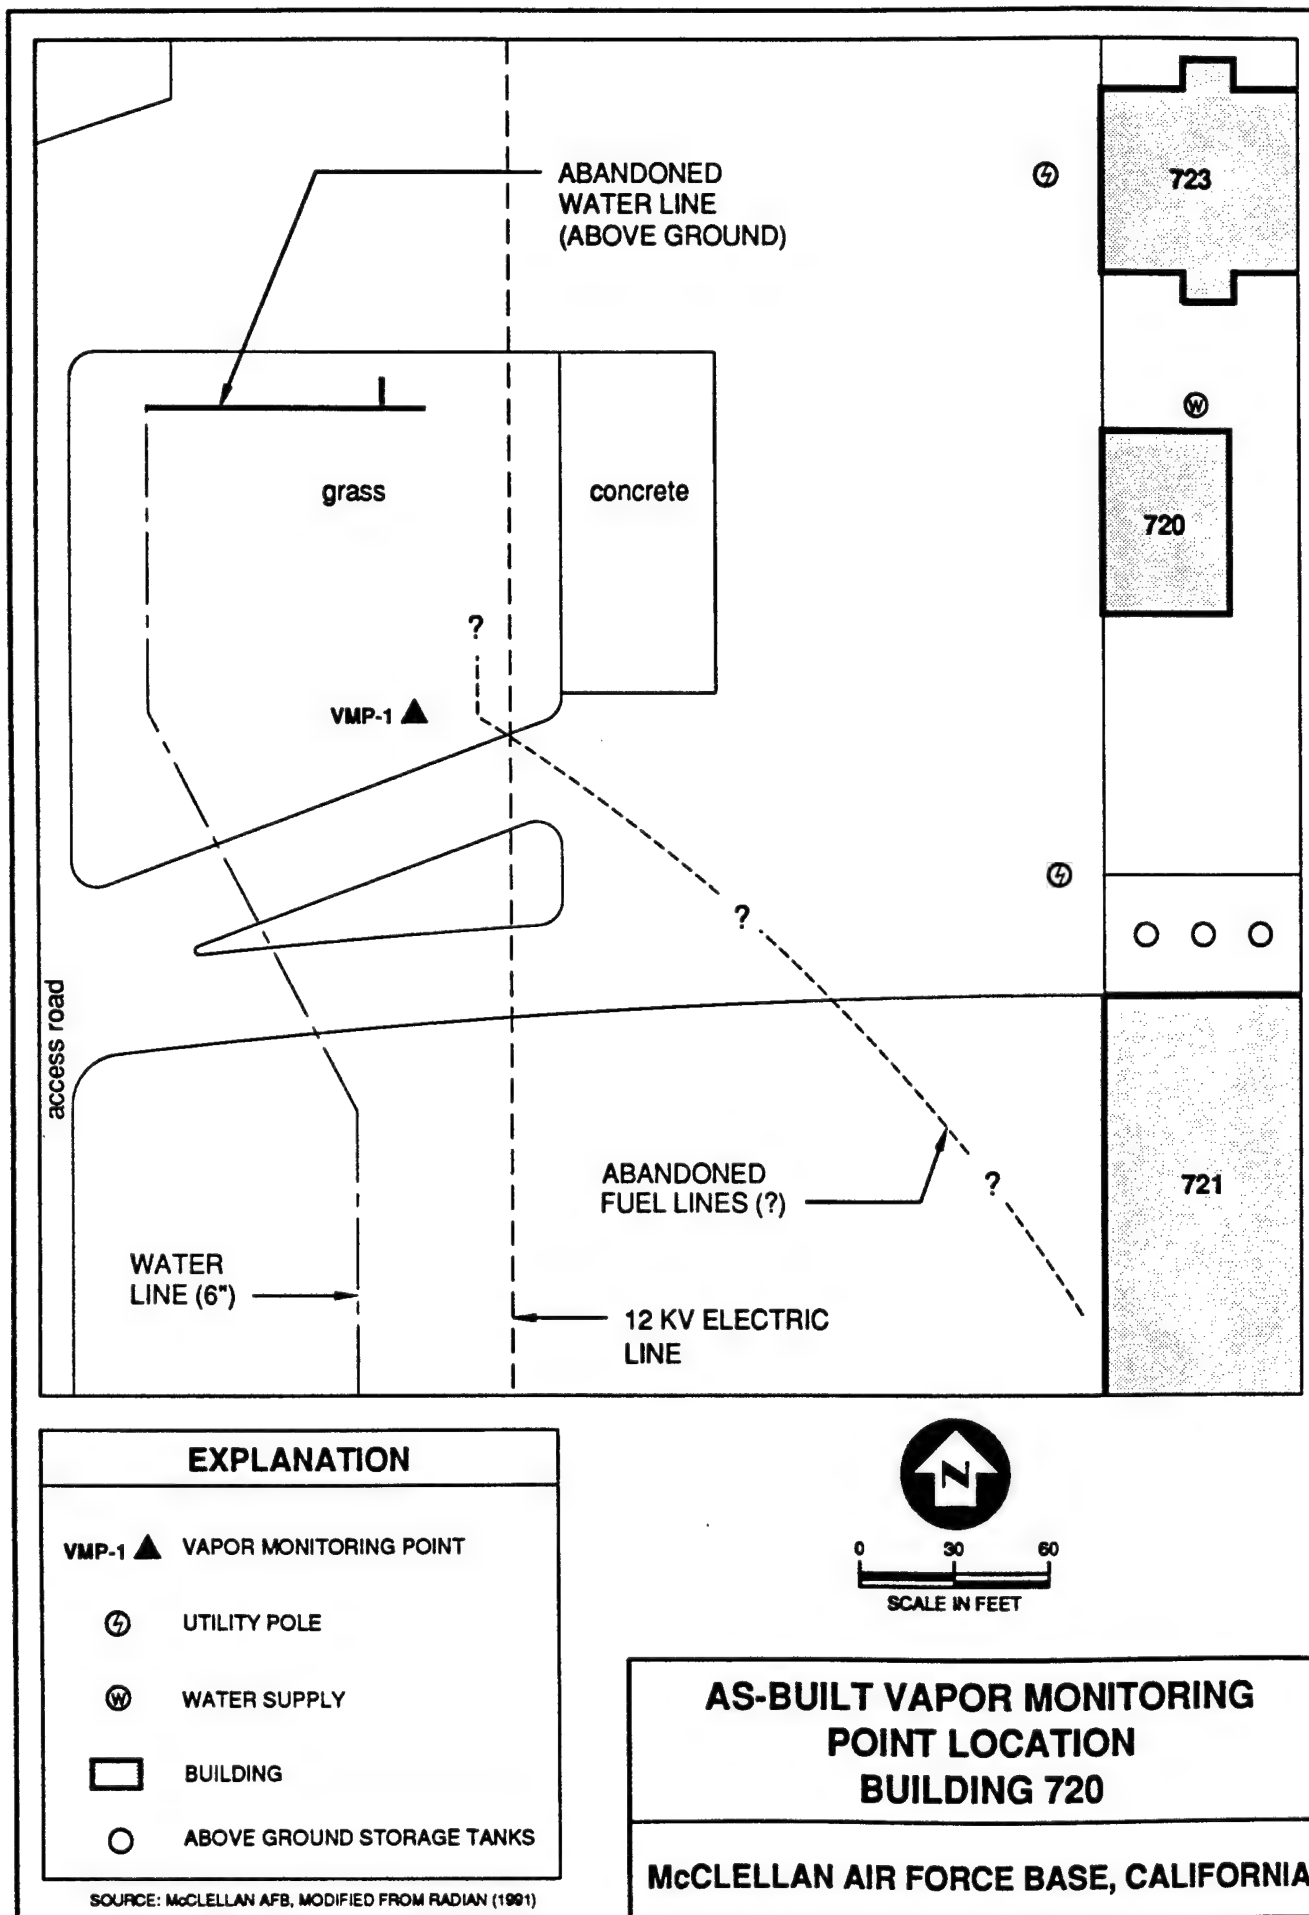 ABANDONED
WATER LINE
(ABOVE GROUND)
723
W
grass
concrete
720
?
VMP-1
?
access road
ABANDONED
FUEL LINES (?)
?
721
WATER
LINE (6")
12 KV ELECTRIC
LINE
EXPLANATION
VMP-1 VAPOR MONITORING POINT
UTILITY POLE
W WATER SUPPLY
BUILDING
ABOVE GROUND STORAGE TANKS
SOURCE: McCLELLAN AFB, MODIFIED FROM RADIAN (1991)
N
0 30 60
SCALE IN FEET
AS-BUILT VAPOR MONITORING
POINT LOCATION
BUILDING 720
McCLELLAN AIR FORCE BASE, CALIFORNIA